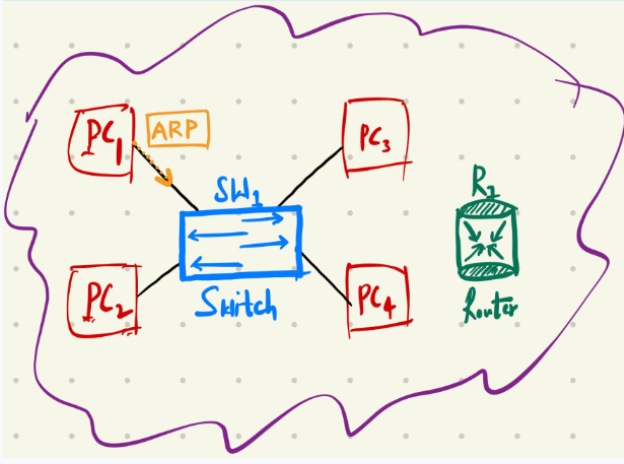 PC1
ARP
PC3
SW1
R1
PC2
Switch
PC4
Router